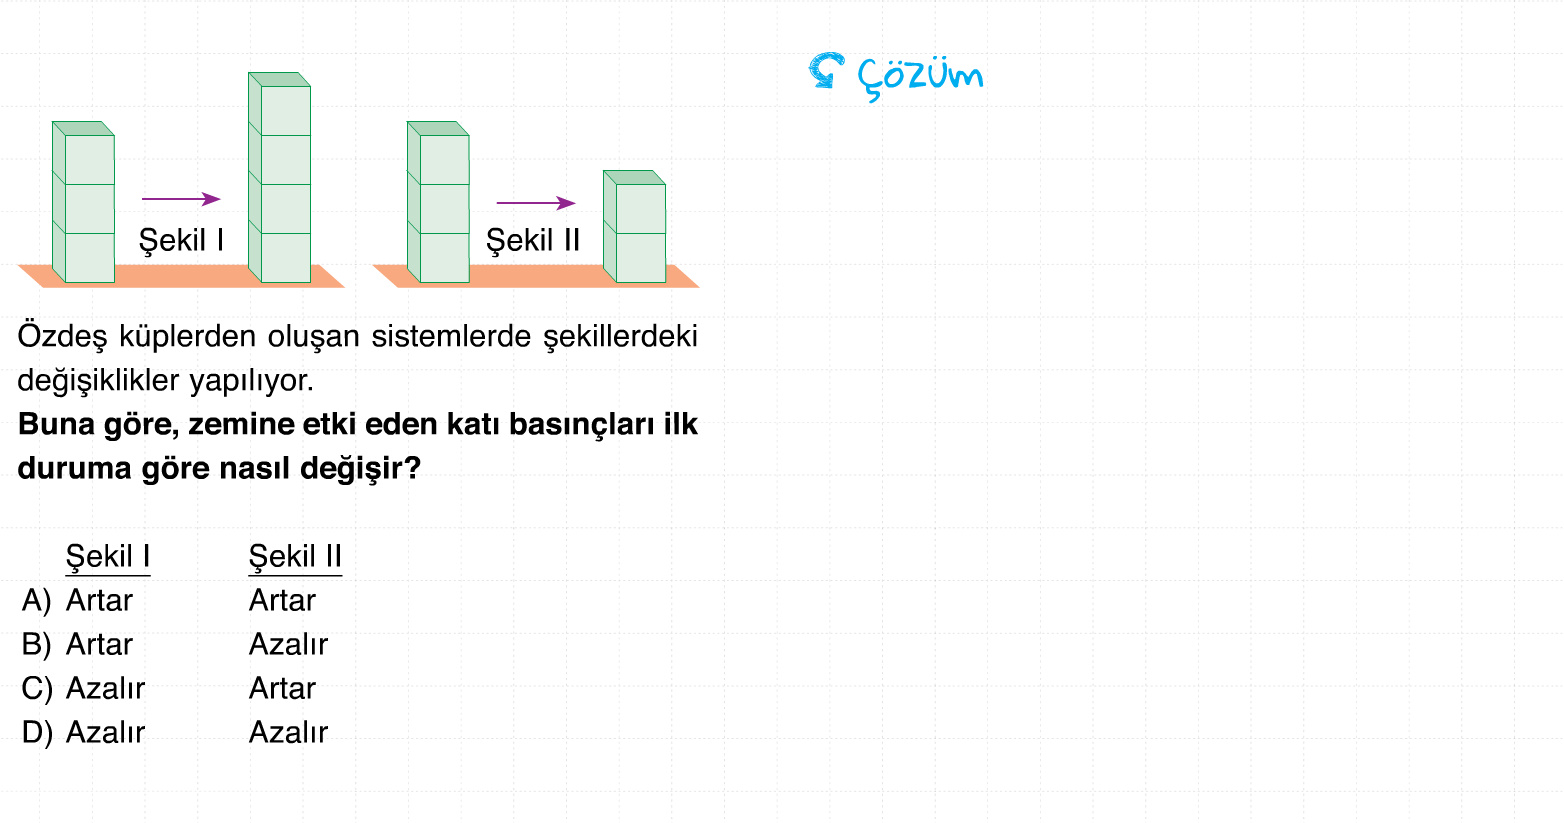 Çözüm
Şekil I
Şekil II
Özdeş küplerden oluşan sistemlerde şekillerdeki
değişiklikler yapılıyor.
Buna göre, zemine etki eden katı basınçları ilk
duruma göre nasıl değişir?
Şekil I Şekil II
A) Artar Artar
B) Artar Azalır
C) Azalır Artar
D) Azalır Azalır